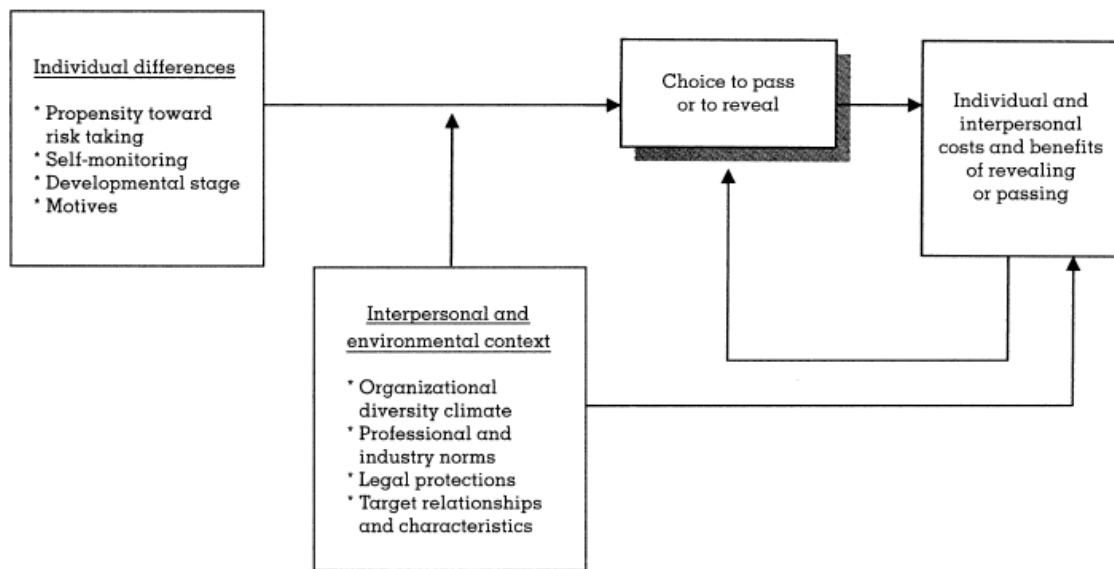 Individual differences
* Propensity toward
risk taking
* Self-monitoring
* Developmental stage
* Motives
Choice to pass
or to reveal
Individual and
interpersonal
costs and benefits
of revealing
or passing
Interpersonal and
environmental context
* Organizational
diversity climate
* Professional and
industry norms
* Legal protections
* Target relationships
and characteristics